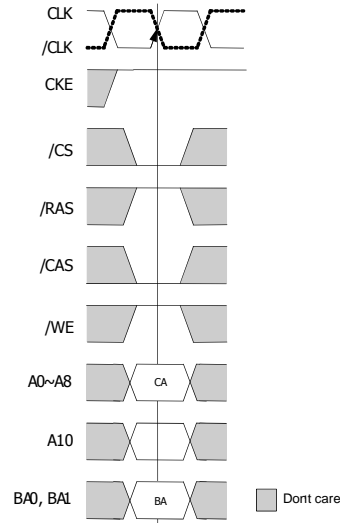 CLK
/CLK
CKE
/CS
/RAS
/CAS
/WE
A0~A8
CA
A10
BA0, BA1
BA
Dont care